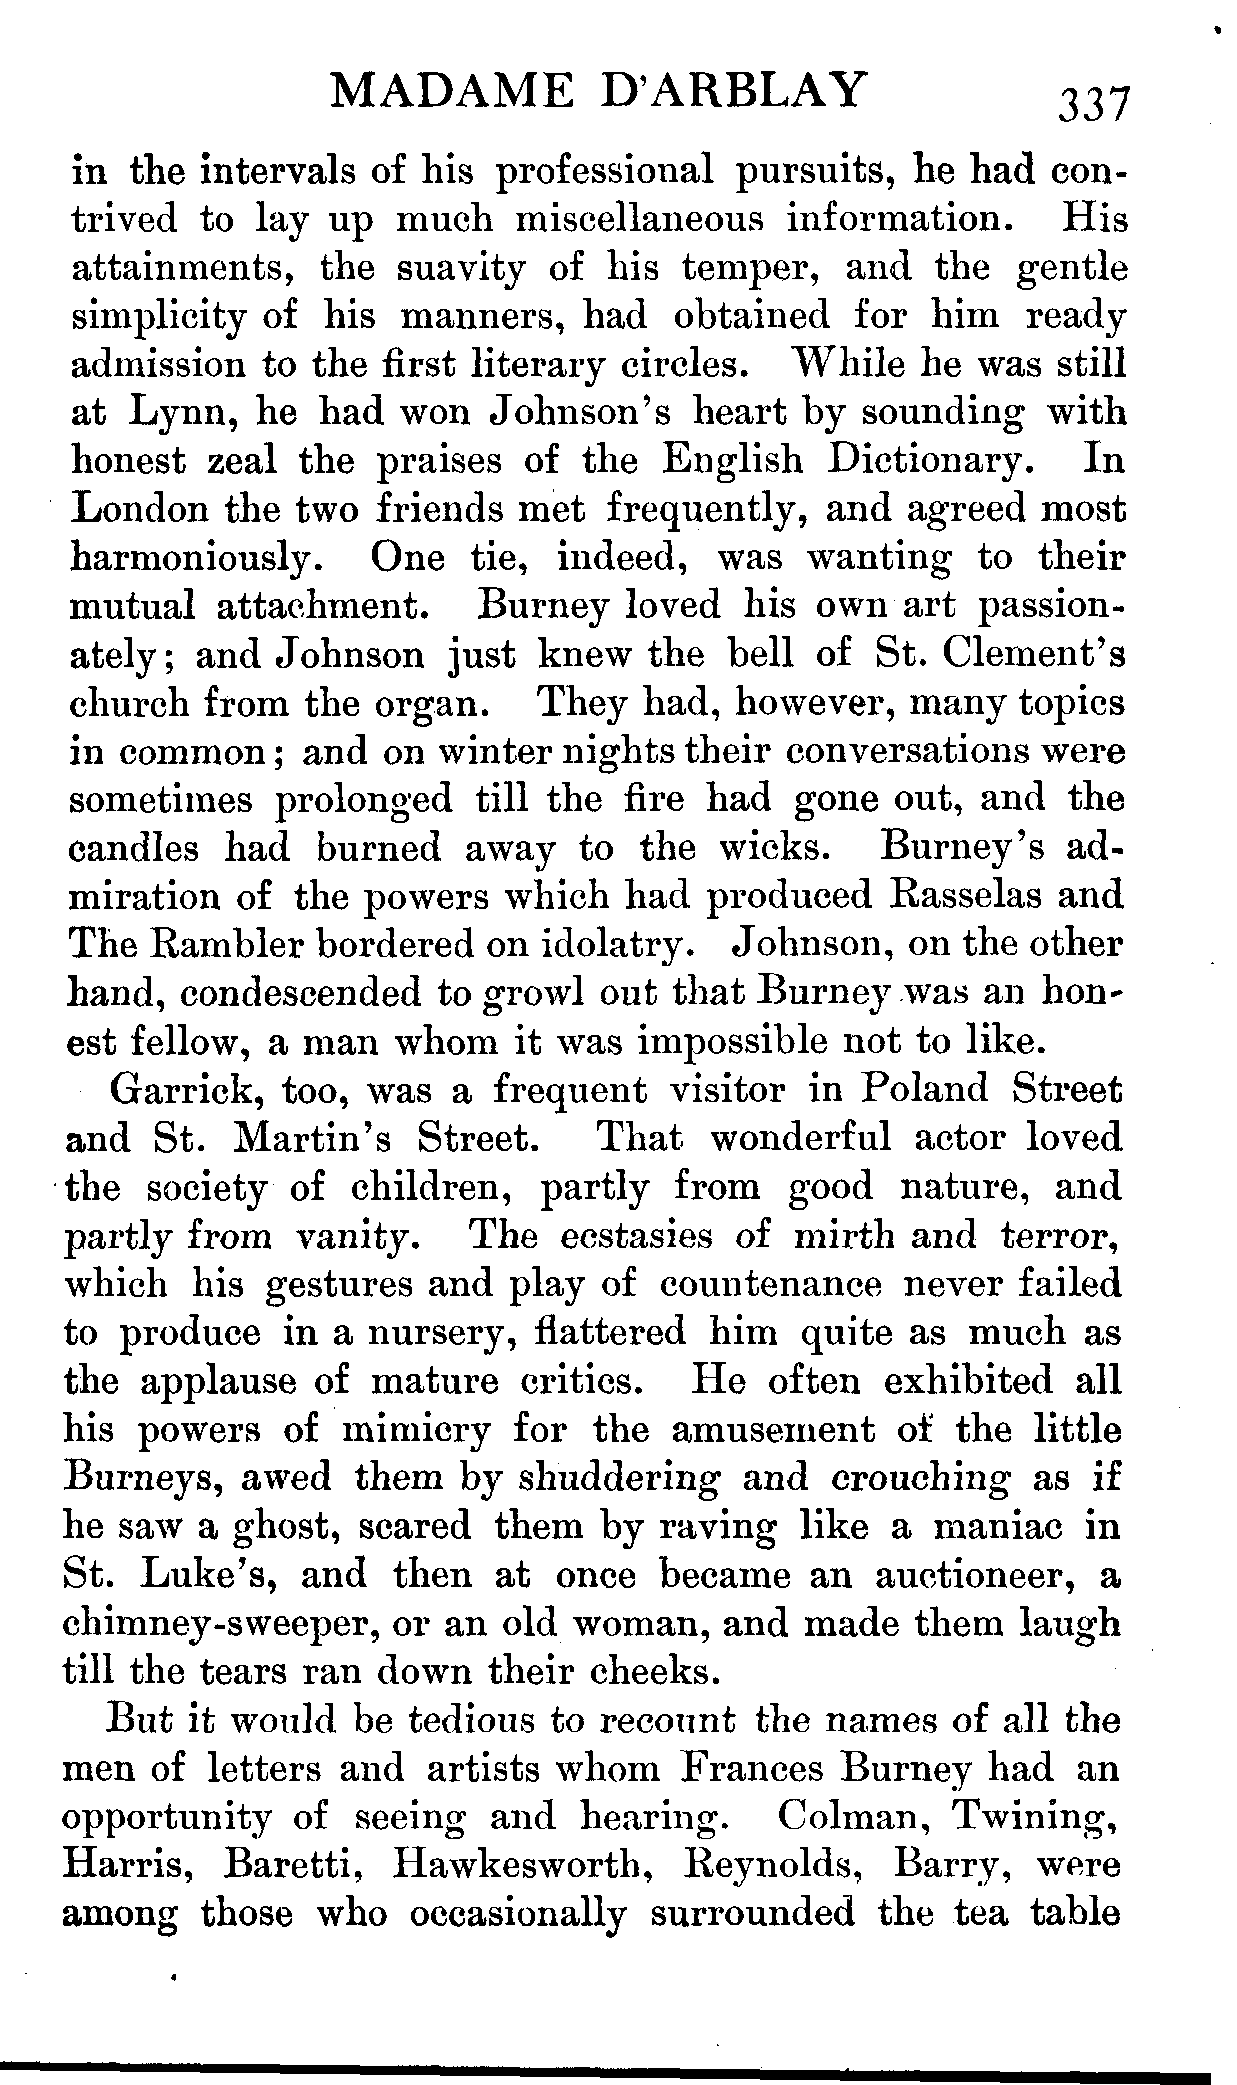 MADAME D'ARBLAY 337
in the intervals of his professional pursuits, he had con-
trived to lay up much miscellaneous information. His
attainments, the suavity of his temper, and the gentle
simplicity of his manners, had obtained for him ready
admission to the first literary circles. While he was still
at Lynn, he had won Johnson's heart by sounding with
honest zeal the praises of the English Dictionary. In
London the two friends met frequently, and agreed most
harmoniously. One tie, indeed, was wanting to their
mutual attachment. Burney loved his own art passion-
ately; and Johnson just knew the bell of St. Clement's
church from the organ. They had, however, many topics
in common; and on winter nights their conversations were
sometimes prolonged till the fire had gone out, and the
candles had burned away to the wicks. Burney's ad-
miration of the powers which had produced Rasselas and
The Rambler bordered on idolatry. Johnson, on the other
hand, condescended to growl out that Burney was an hon-
est fellow, a man whom it was impossible not to like.
Garrick, too, was a frequent visitor in Poland Street
and St. Martin's Street. That wonderful actor loved
the society of children, partly from good nature, and
partly from vanity. The ecstasies of mirth and terror,
which his gestures and play of countenance never failed
to produce in a nursery, flattered him quite as much as
the applause of mature critics. He often exhibited all
his powers of mimicry for the amusement of the little
Burneys, awed them by shuddering and crouching as if
he saw a ghost, scared them by raving like a maniac in
St. Luke's, and then at once became an auctioneer, a
chimney-sweeper, or an old woman, and made them laugh
till the tears ran down their cheeks.
But it would be tedious to recount the names of all the
men of letters and artists whom Frances Burney had an
opportunity of seeing and hearing. Colman, Twining,
Harris, Baretti, Hawkesworth, Reynolds, Barry, were
among those who occasionally surrounded the tea table